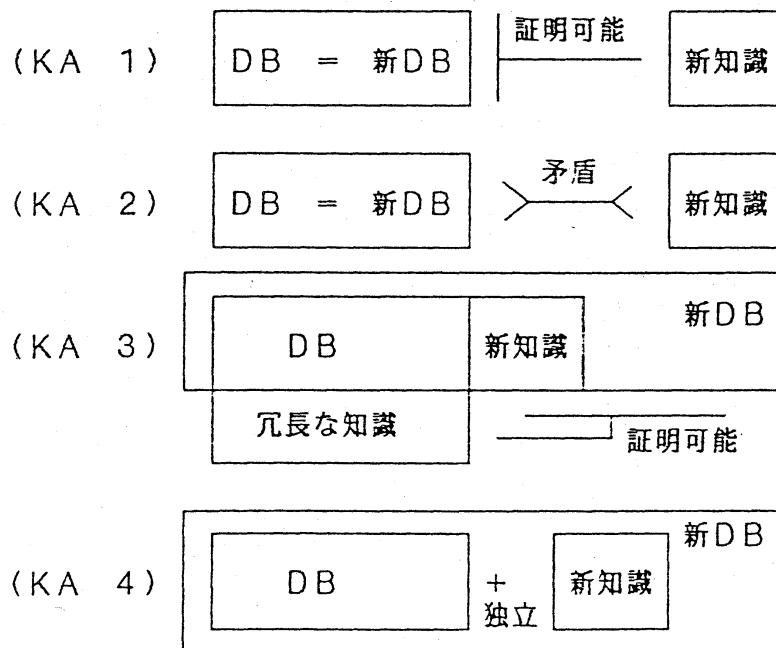 証明可能
(KA 1) DB = 新DB 新知識
矛盾
(KA 2) DB = 新DB 新知識
新DB
(KA 3) DB 新知識
冗長な知識
証明可能
新DB
(KA 4) DB + 新知識
独立